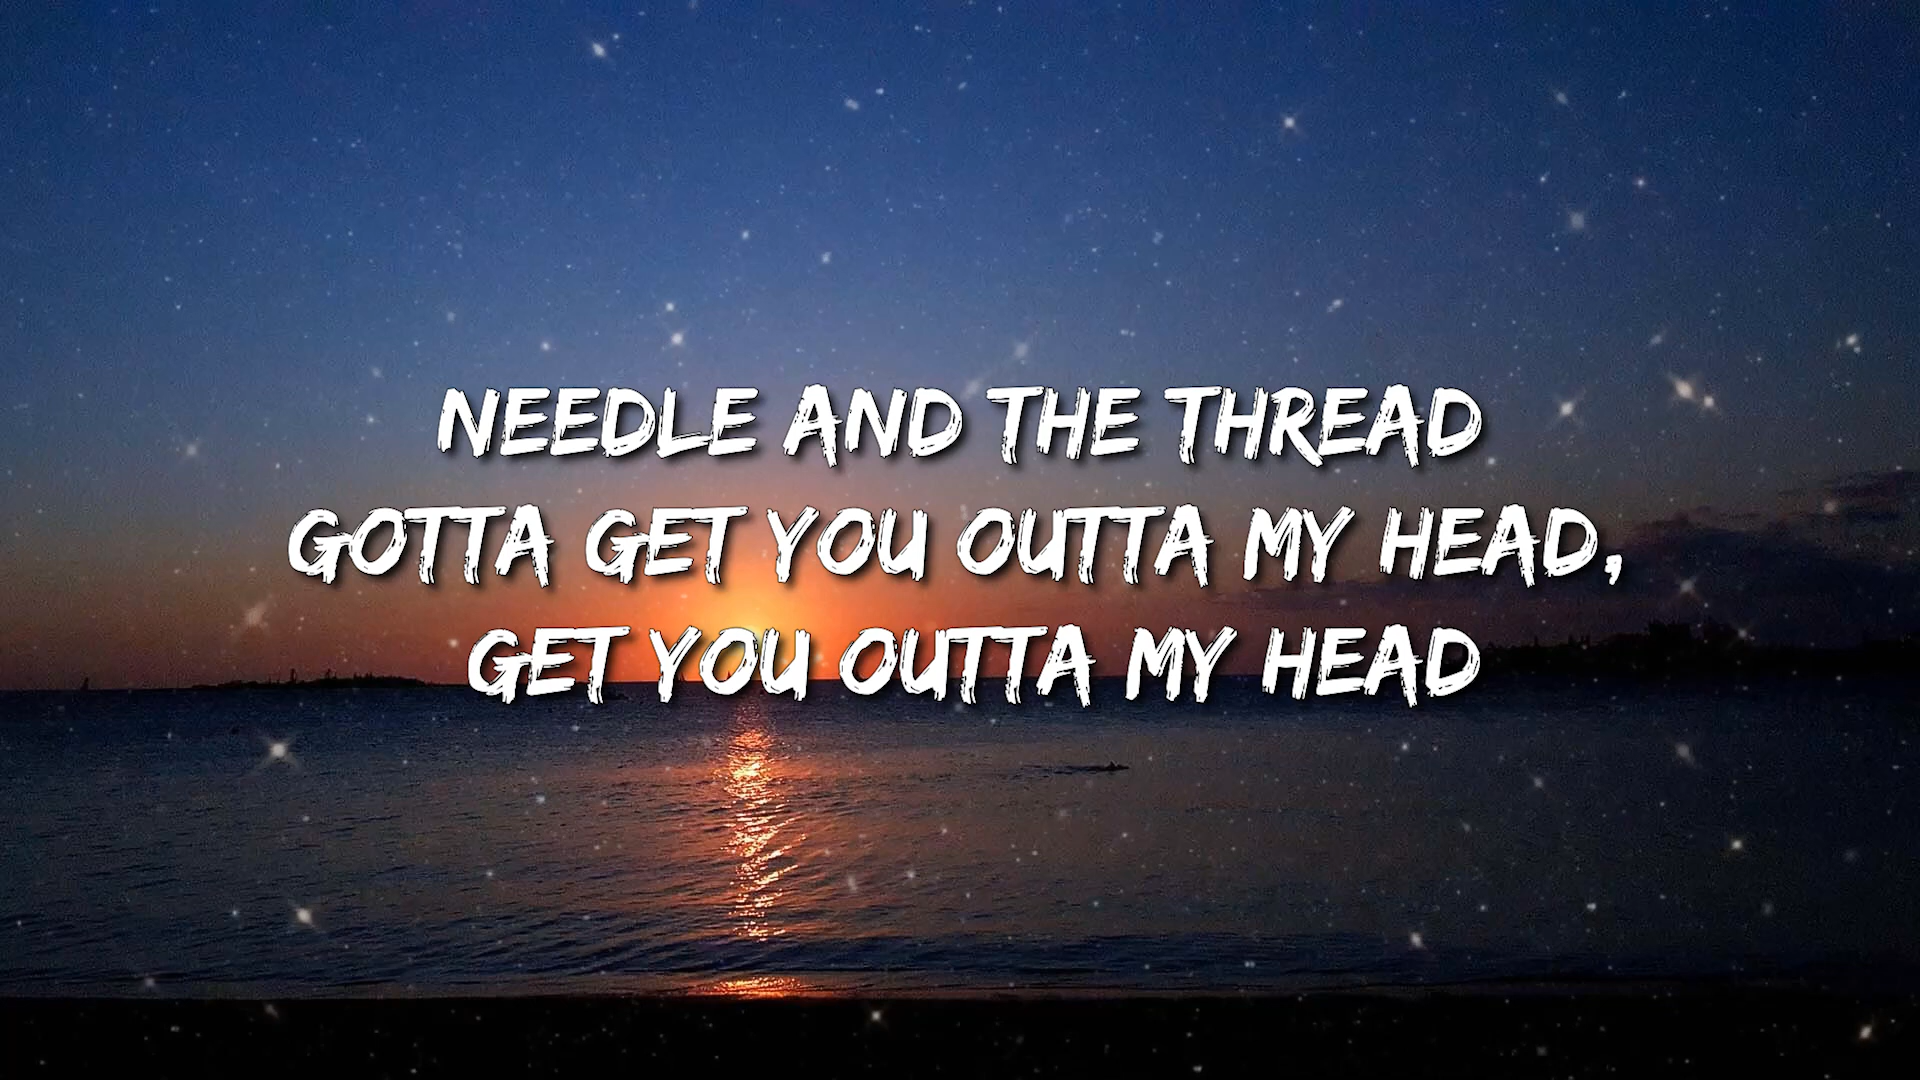 NEEDLE AND THE THREAD
GOTTA GET YOU OUTTA MY HEAD,
GET YOU OUTTA MY HEAD